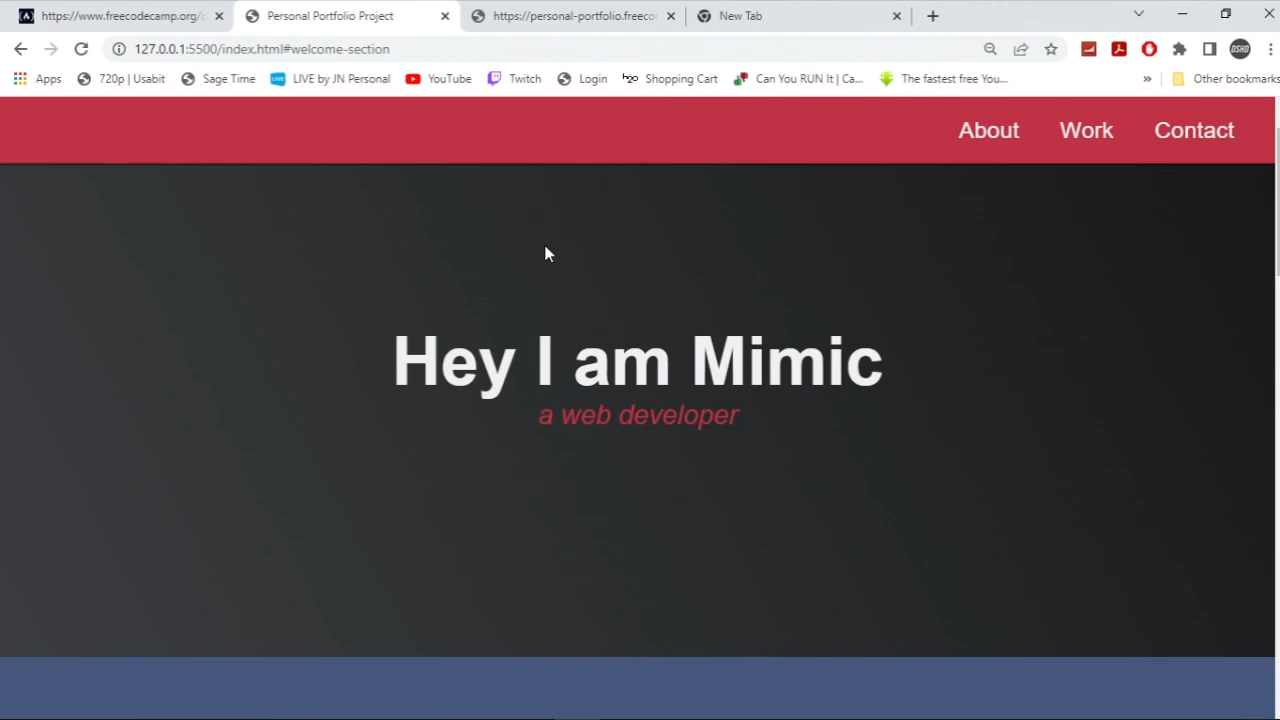 https://www.freecodecamp.org/c
Personal Portfolio Project
https://personal-portfolio.freeco
New Tab
127.0.0.1:5500/index.html#welcome-section
OSHO
Apps
720p | Usabit
Sage Time
LIVE by JN Personal
YouTube
Twitch
Login
Shopping Cart
Can You RUN It | Ca...
The fastest free You...
»
Other bookmarks
About
Work
Contact
Hey I am Mimic
a web developer